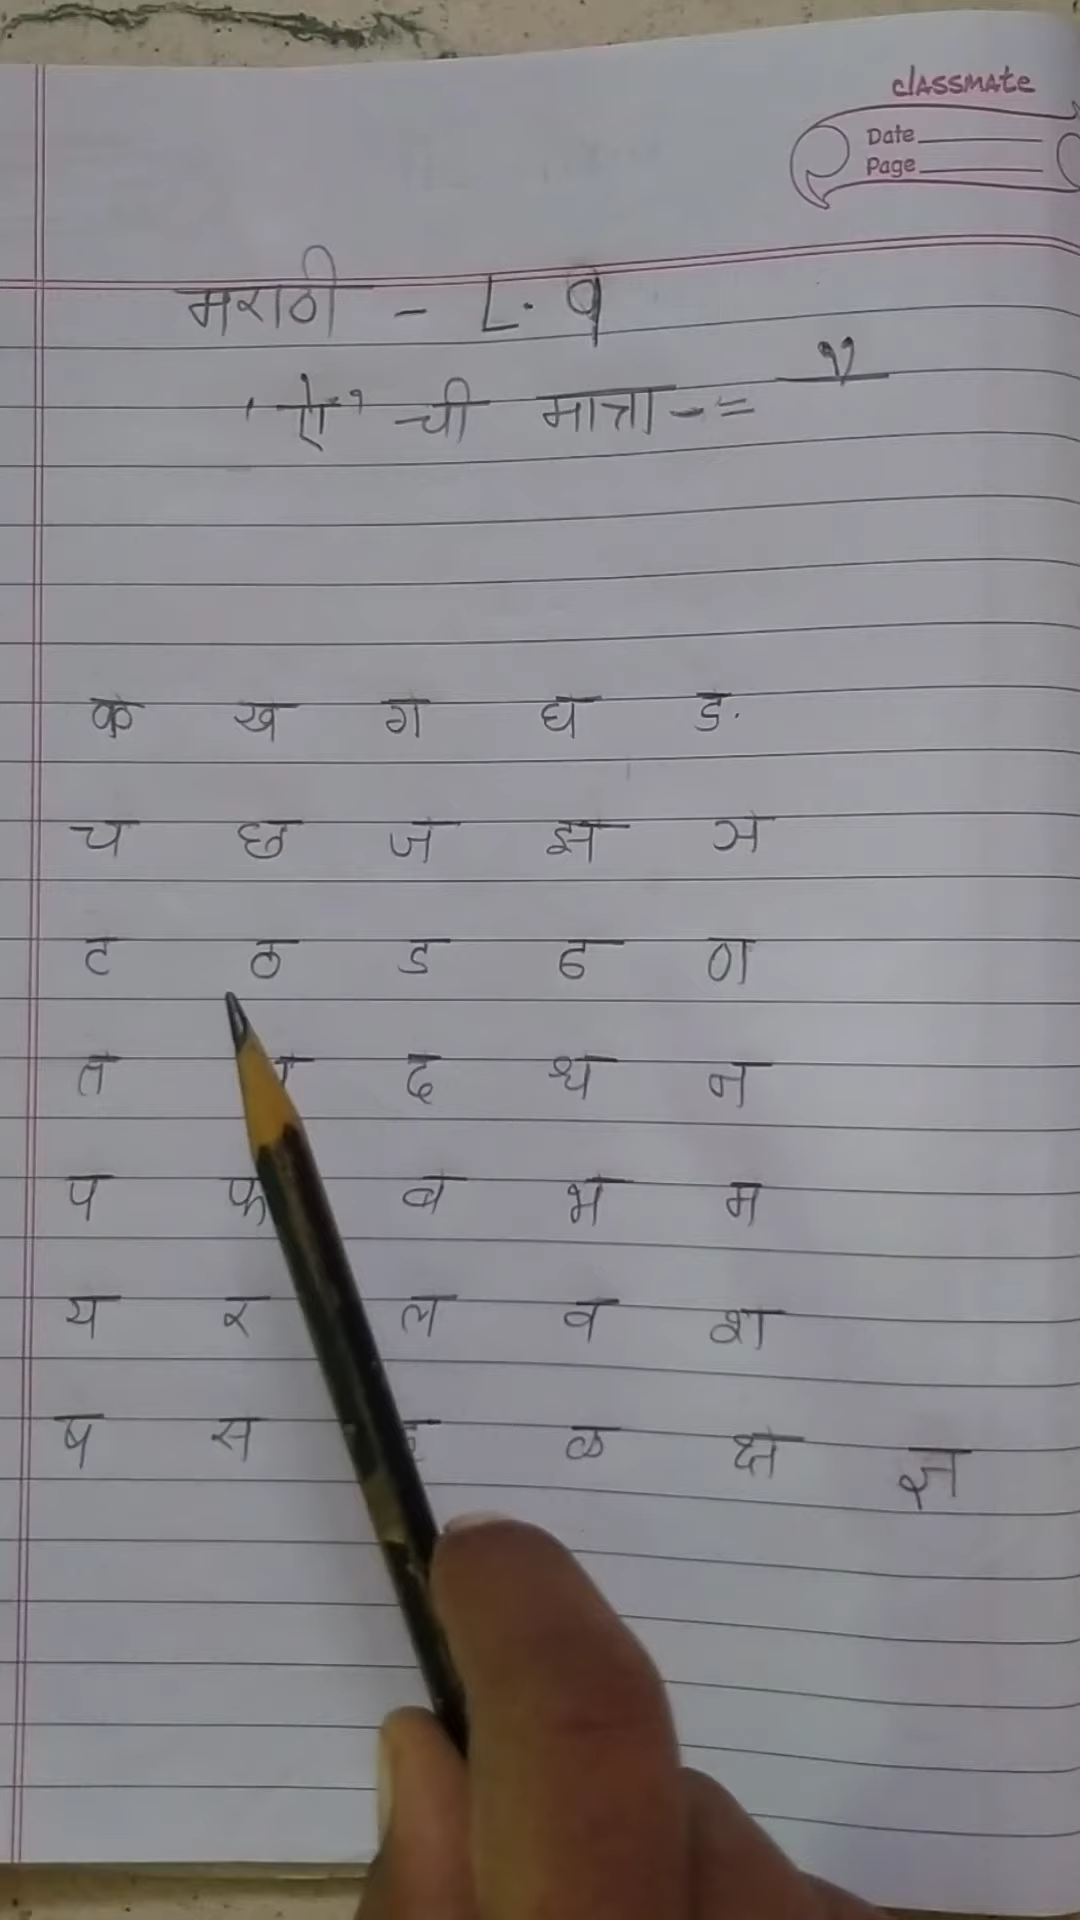 classmate
Date
Page
मराठी - L. 9
'ऐ' ची मात्रा -=  ै
क ख ग घ ङ
च छ ज झ ञ
ट ठ ड ढ ण
त द ध न
प फ ब भ म
य र ल व श
ष स ळ क्ष ज्ञ